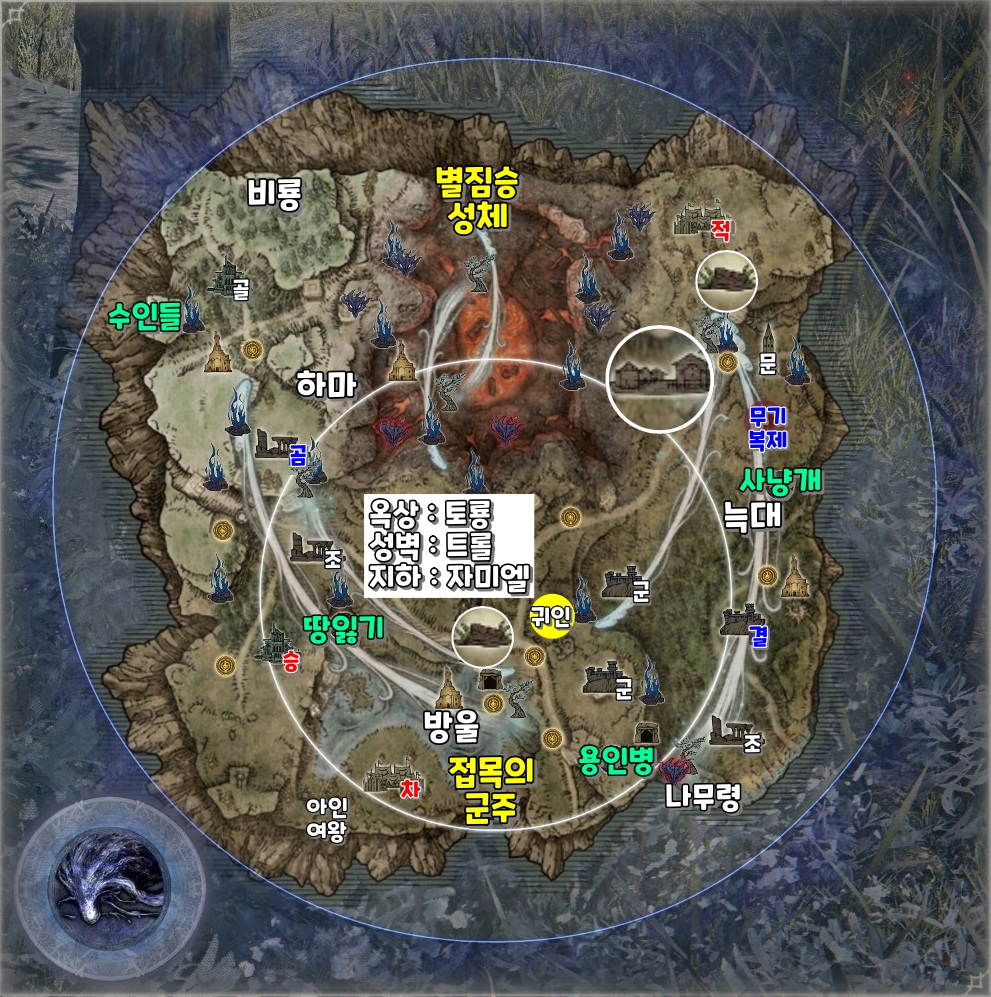 비룡
별짐승
성체
적
골
수인들
문
하마
무기
복제
곰
사냥개
늑대
옥상 : 토룡
성벽 : 트롤
지하 : 자미엘
조
군
귀인
땅잃기
결
승
군
방울
조
용인병
접목의
군주
차
나무령
아인
여왕